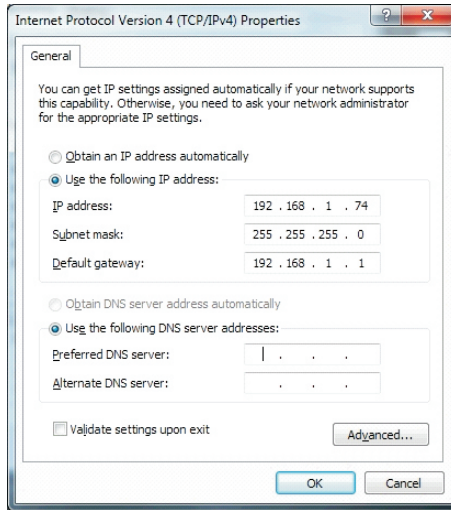 Internet Protocol Version 4 (TCP/IPv4) Properties
?
General
You can get IP settings assigned automatically if your network supports
this capability. Otherwise, you need to ask your network administrator
for the appropriate IP settings.
Obtain an IP address automatically
Use the following IP address:
IP address: 192 . 168 . 1 . 74
Subnet mask: 255 . 255 . 255 . 0
Default gateway: 192 . 168 . 1 . 1
Obtain DNS server address automatically
Use the following DNS server addresses:
Preferred DNS server: . . .
Alternate DNS server: . . .
Validate settings upon exit
Advanced...
OK Cancel